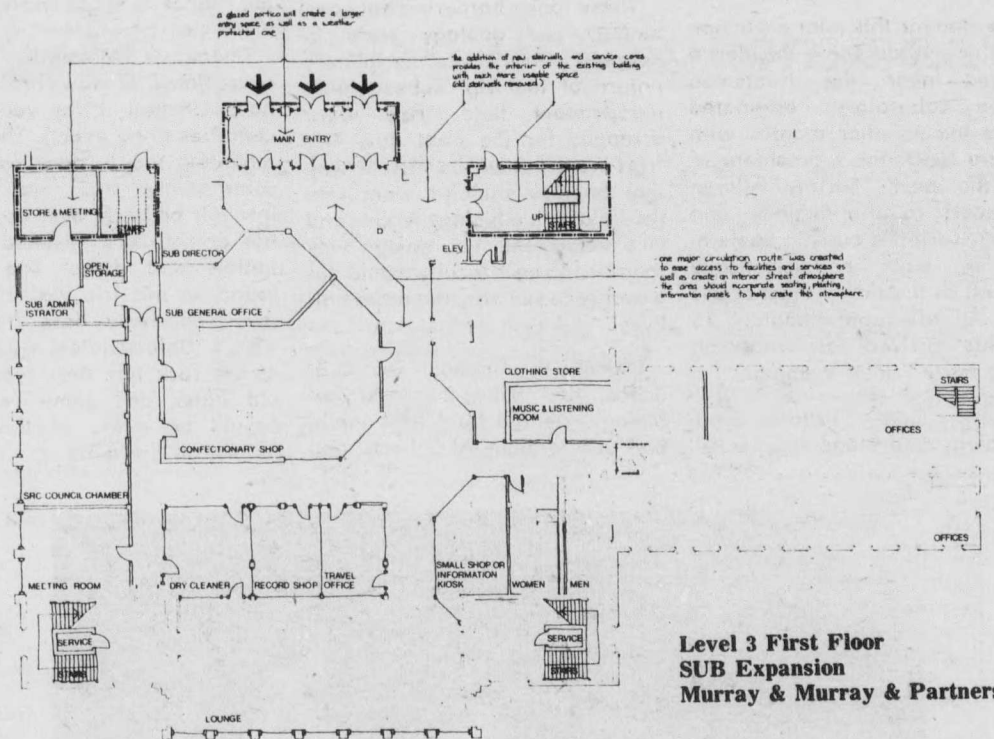 a glazed portico will create a larger
entry space as well as a weather
protected one
the addition of new stairwells and service cores
provides the interior of the existing building
with much more usable space
MAIN ENTRY
STORE & MEETING
STAIRS
UP
STAIRS
ELEV.
OPEN
STORAGE
SUB DIRECTOR
SUB ADMIN
ISTRATOR
SUB GENERAL OFFICE
one major circulation "route" was created
to ease access to facilities and services as
well as create an interior street atmosphere
the area should incorporate seating, planting,
information panels to help create this atmosphere
CLOTHING STORE
MUSIC & LISTENING
ROOM
STAIRS
OFFICES
CONFECTIONARY SHOP
SRC COUNCIL CHAMBER
OFFICES
MEETING ROOM
DRY CLEANER
RECORD SHOP
TRAVEL
OFFICE
SMALL SHOP OR
INFORMATION
KIOSK
WOMEN
MEN
SERVICE
STAIRS
SERVICE
STAIRS
LOUNGE
Level 3 First Floor
SUB Expansion
Murray & Murray & Partners